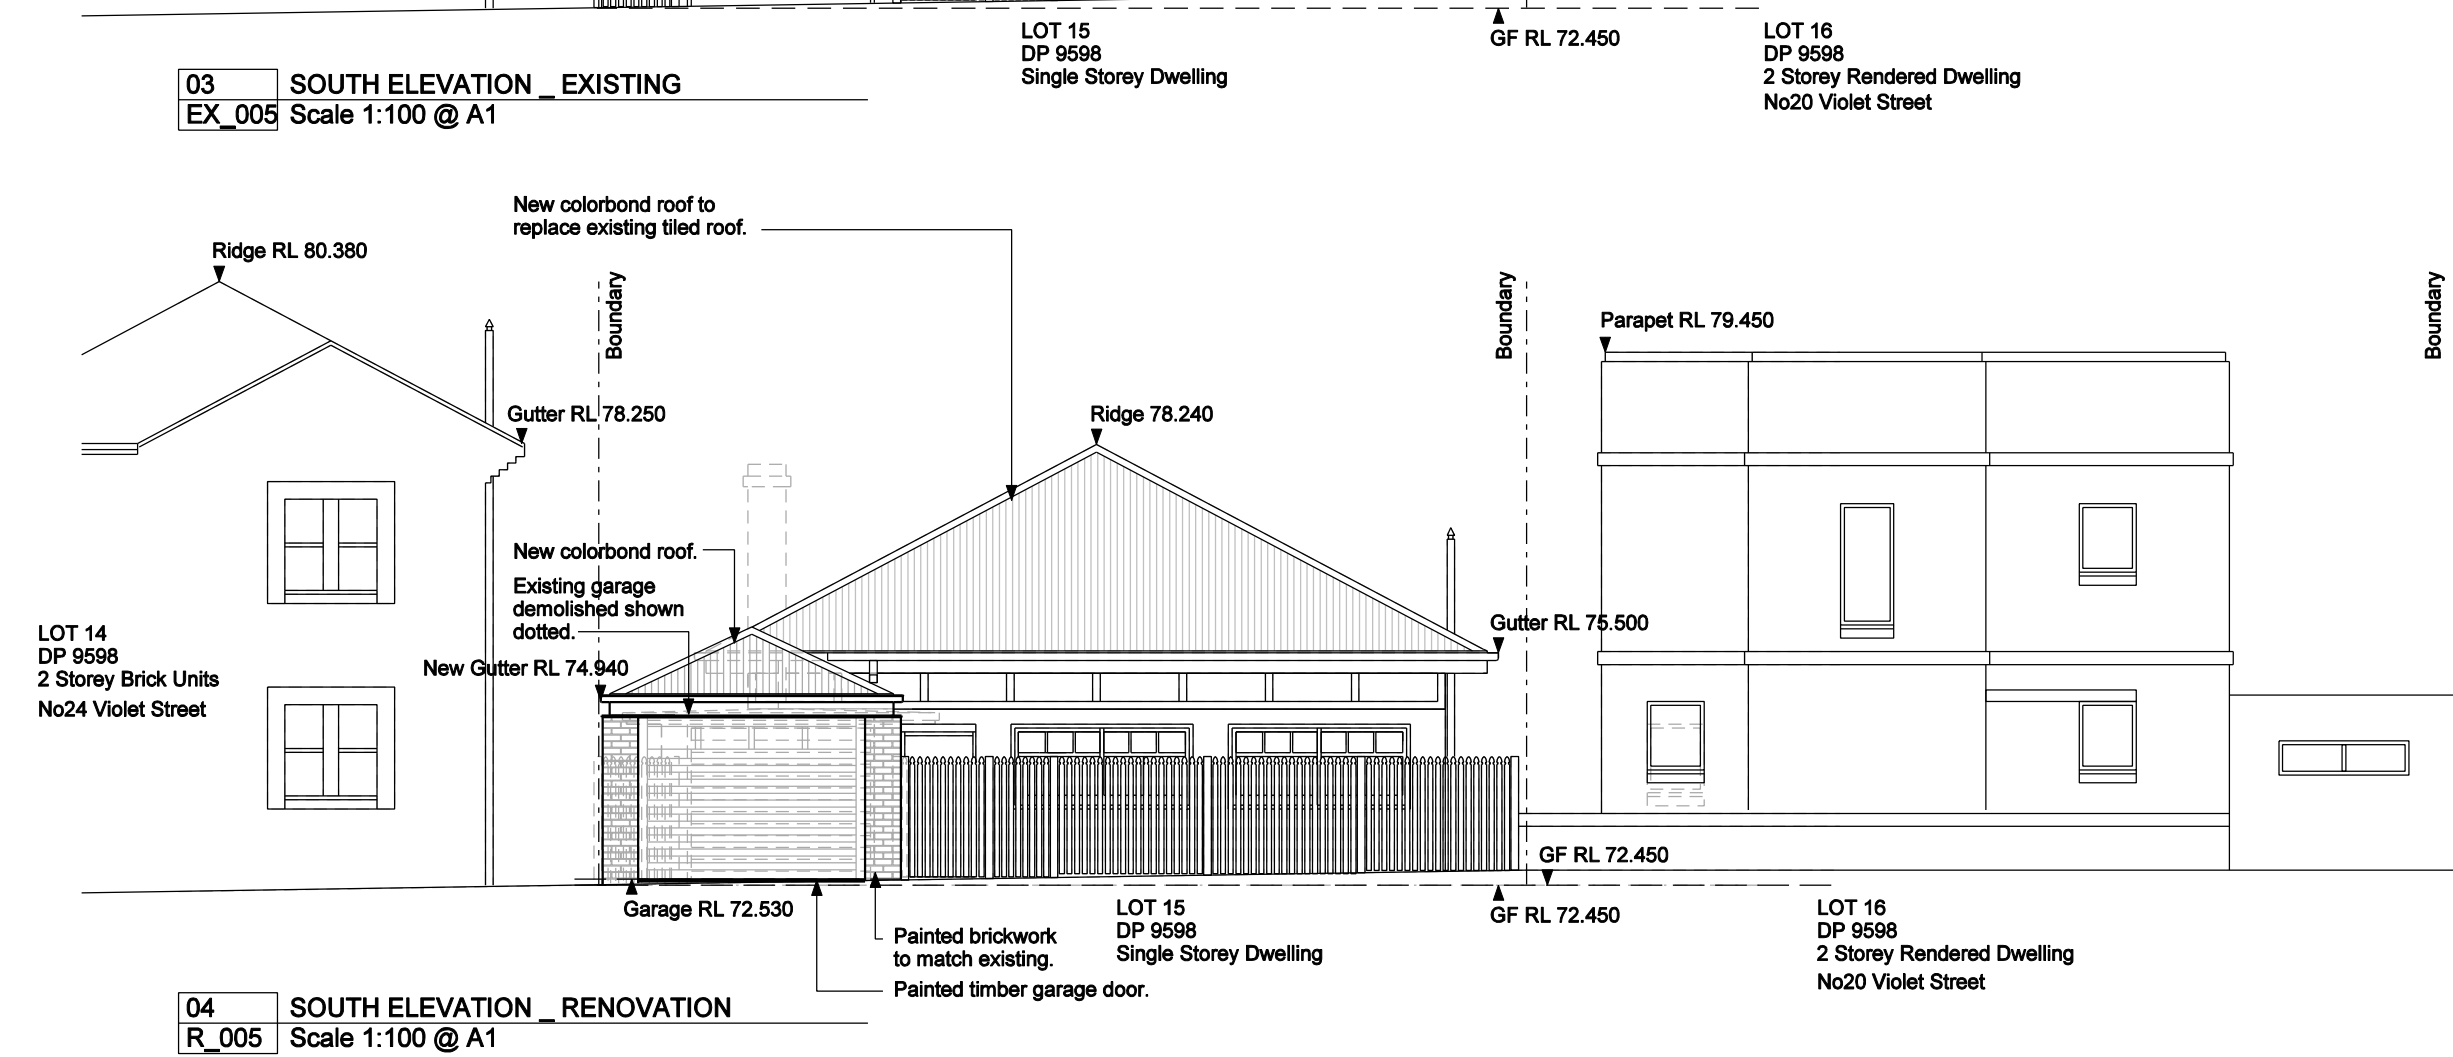 LOT 15
DP 9598
Single Storey Dwelling
GF RL 72.450
LOT 16
DP 9598
2 Storey Rendered Dwelling
No20 Violet Street
03
SOUTH ELEVATION _ EXISTING
EX_005
Scale 1:100 @ A1
New colorbond roof to
replace existing tiled roof.
Ridge RL 80.380
Boundary
Boundary
Boundary
Parapet RL 79.450
Gutter RL 78.250
Ridge 78.240
New colorbond roof.
Existing garage
demolished shown
dotted.
Gutter RL 75.500
LOT 14
DP 9598
2 Storey Brick Units
No24 Violet Street
New Gutter RL 74.940
GF RL 72.450
Garage RL 72.530
LOT 15
DP 9598
Single Storey Dwelling
GF RL 72.450
LOT 16
DP 9598
2 Storey Rendered Dwelling
No20 Violet Street
Painted brickwork
to match existing.
Painted timber garage door.
04
SOUTH ELEVATION _ RENOVATION
R_005
Scale 1:100 @ A1